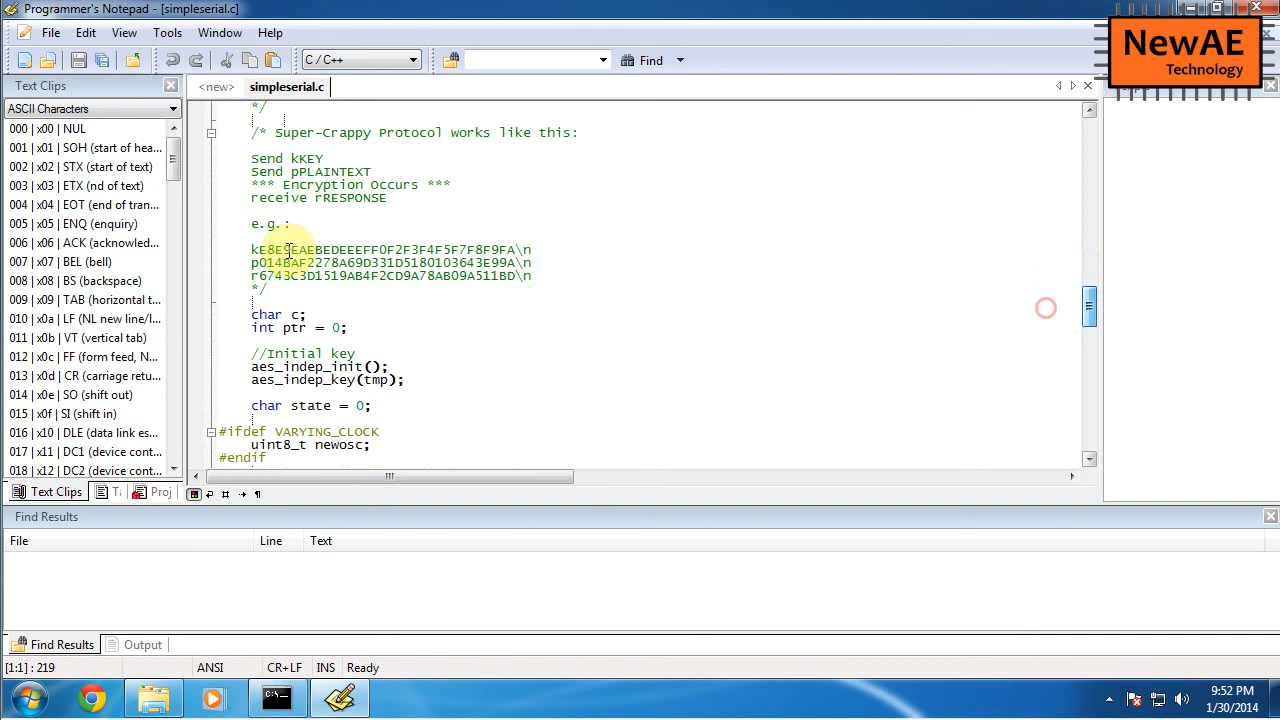 Programmer's Notepad - [simpleserial.c]
File Edit View Tools Window Help
NewAE
Technology
C / C++
Find
Text Clips
<new>
simpleserial.c
ASCII Characters
000 | x00 | NUL
001 | x01 | SOH (start of hea...
002 | x02 | STX (start of text)
003 | x03 | ETX (nd of text)
004 | x04 | EOT (end of tran...
005 | x05 | ENQ (enquiry)
006 | x06 | ACK (acknowled...
007 | x07 | BEL (bell)
008 | x08 | BS (backspace)
009 | x09 | TAB (horizontal t...
010 | x0a | LF (NL new line/l...
011 | x0b | VT (vertical tab)
012 | x0c | FF (form feed, N...
013 | x0d | CR (carriage retu...
014 | x0e | SO (shift out)
015 | x0f | SI (shift in)
016 | x10 | DLE (data link es...
017 | x11 | DC1 (device cont...
018 | x12 | DC2 (device cont...
*/
/* Super-Crappy Protocol works like this:
Send kKEY
Send pPLAINTEXT
*** Encryption Occurs ***
receive rRESPONSE
e.g.:
kE8E9EAEBEDEEEFF0F2F3F4F5F7F8F9FA\n
p014BAF2278A69D331D5180103643E99A\n
r6743C3D1519AB4F2CD9A78AB09A511BD\n
*/
char c;
int ptr = 0;
//Initial key
aes_indep_init();
aes_indep_key(tmp);
char state = 0;
#ifdef VARYING_CLOCK
uint8_t newosc;
#endif
Text Clips
Proj
Find Results
File Line Text
Find Results
Output
[1:1] : 219
ANSI
CR+LF
INS
Ready
9:52 PM
1/30/2014